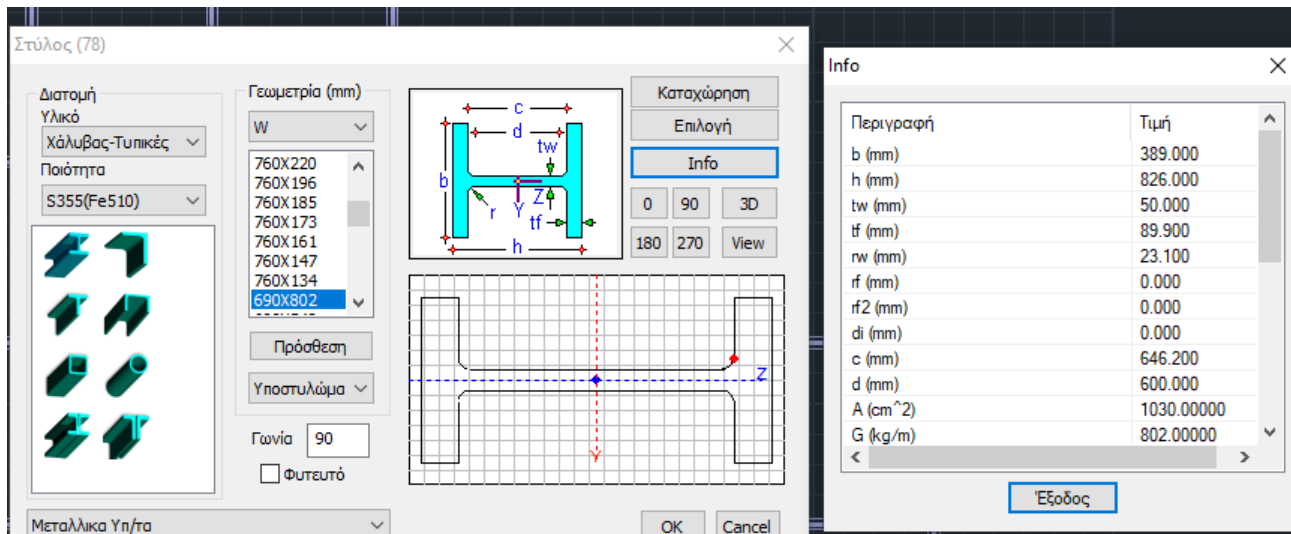 Στύλος (78)
Διατομή
Υλικό
Χάλυβας-Τυπικές
Ποιότητα
S355(Fe510)
Μεταλλικα Υπ/τα
Γεωμετρία (mm)
W
760X220
760X196
760X185
760X173
760X161
760X147
760X134
690X802
Πρόσθεση
Υποστυλώμα
Γωνία 90
Φυτευτό
c
d
tw
b
r
Y
Z
tf
h
Καταχώρηση
Επιλογή
Info
0 90 3D
180 270 View
Z
Y
OK Cancel
Info
Περιγραφή Τιμή
b (mm) 389.000
h (mm) 826.000
tw (mm) 50.000
tf (mm) 89.900
rw (mm) 23.100
rf (mm) 0.000
rf2 (mm) 0.000
di (mm) 0.000
c (mm) 646.200
d (mm) 600.000
A (cm^2) 1030.00000
G (kg/m) 802.00000
Έξοδος